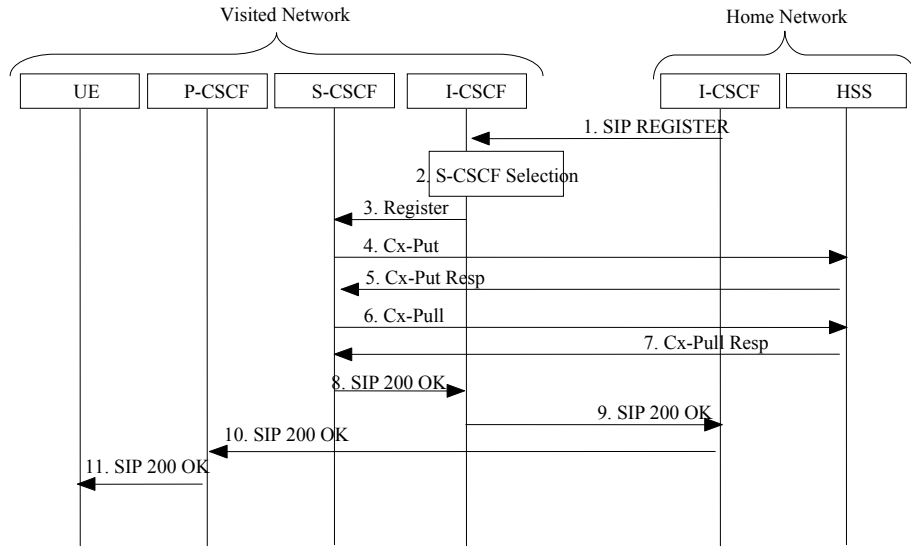 Visited Network
Home Network
UE
P-CSCF
S-CSCF
I-CSCF
I-CSCF
HSS
1. SIP REGISTER
2. S-CSCF Selection
3. Register
4. Cx-Put
5. Cx-Put Resp
6. Cx-Pull
7. Cx-Pull Resp
8. SIP 200 OK
9. SIP 200 OK
10. SIP 200 OK
11. SIP 200 OK